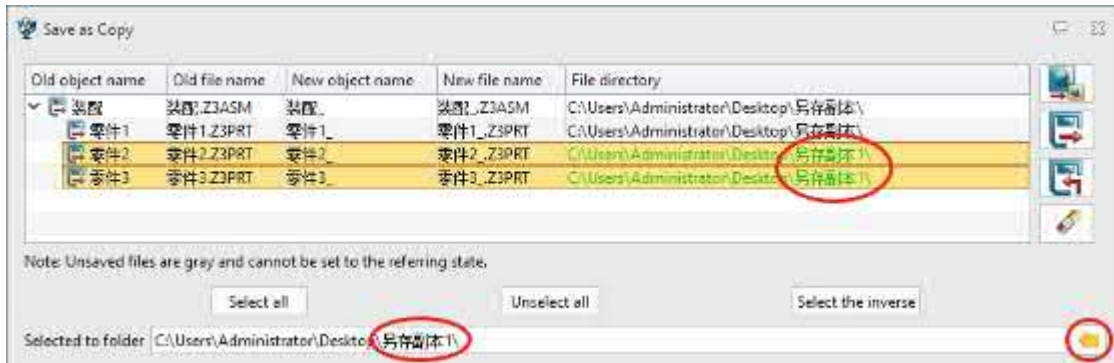 Save as Copy
Old object name Old file name New object name New file name File directory
装配 装配.Z3ASM 装配_ 装配_.Z3ASM C:\Users\Administrator\Desktop\另存副本\
零件1 零件1.Z3PRT 零件1_ 零件1_.Z3PRT C:\Users\Administrator\Desktop\另存副本\
零件2 零件2.Z3PRT 零件2_ 零件2_.Z3PRT C:\Users\Administrator\Desktop\另存副本1\
零件3 零件3.Z3PRT 零件3_ 零件3_.Z3PRT C:\Users\Administrator\Desktop\另存副本1\
Note: Unsaved files are gray and cannot be set to the referring state.
Select all Unselect all Select the inverse
Selected to folder C:\Users\Administrator\Desktop\另存副本1\